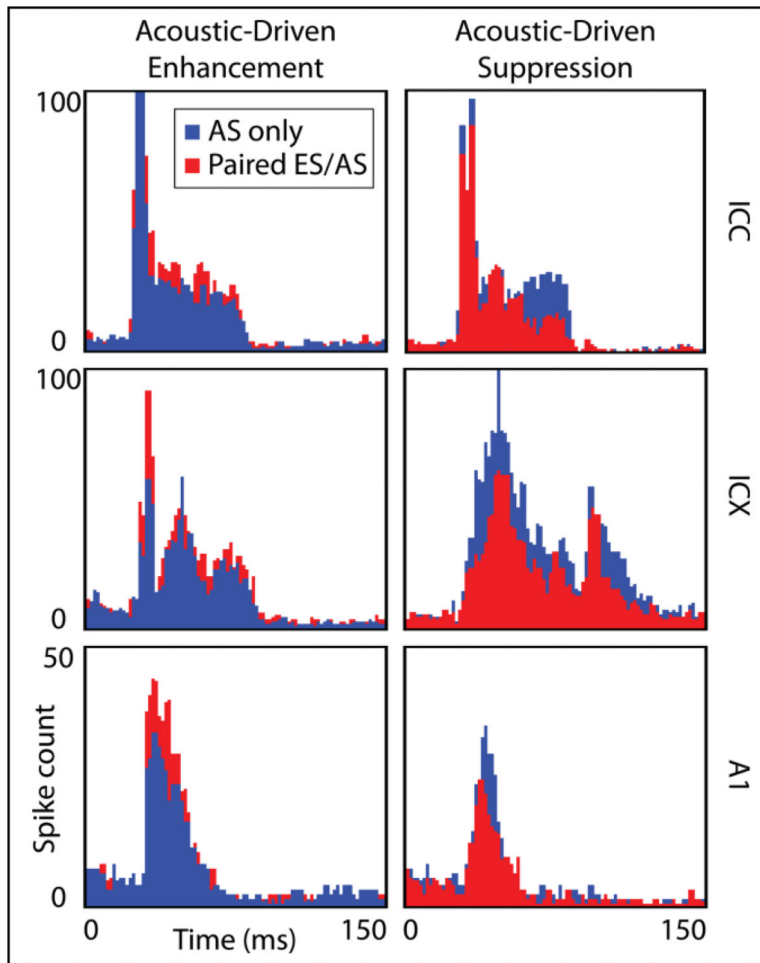 Acoustic-Driven
Enhancement
Acoustic-Driven
Suppression
100
AS only
Paired ES/AS
0
ICC
100
0
ICX
50
Spike count
0
A1
0
Time (ms)
150
0
150